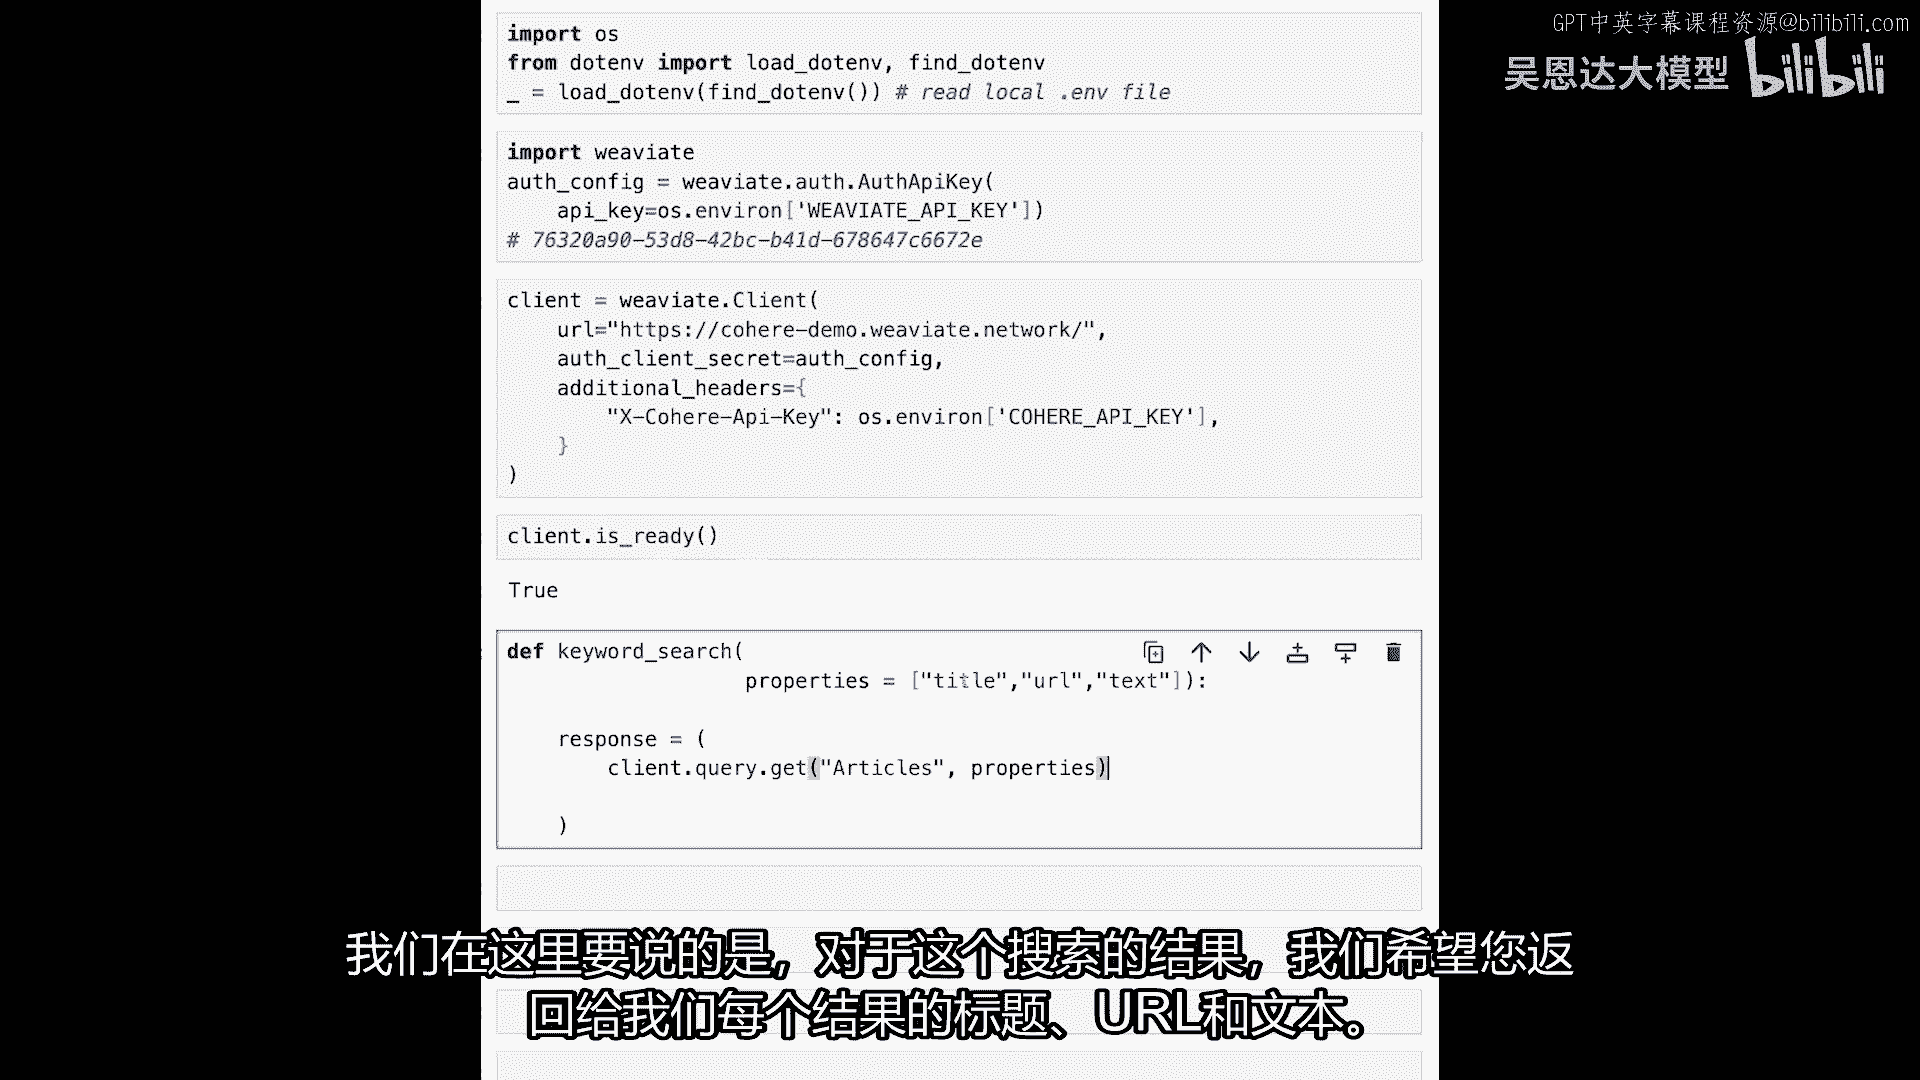 GPT中英字幕课程资源@bilibili.com
吴恩达大模型 bilibili
import os
from dotenv import load_dotenv, find_dotenv
_ = load_dotenv(find_dotenv()) # read local .env file
import weaviate
auth_config = weaviate.auth.AuthApiKey(
    api_key=os.environ['WEAVIATE_API_KEY'])
# 76320a90-53d8-42bc-b41d-678647c6672e
client = weaviate.Client(
    url="https://cohere-demo.weaviate.network/",
    auth_client_secret=auth_config,
    additional_headers={
        "X-Cohere-Api-Key": os.environ['COHERE_API_KEY'],
    }
)
client.is_ready()
True
def keyword_search(
                   properties = ["title","url","text"]):
    response = (
        client.query.get("Articles", properties)
    )
我们在这里要说的是，对于这个搜索的结果，我们希望您返
回给我们每个结果的标题、URL和文本。